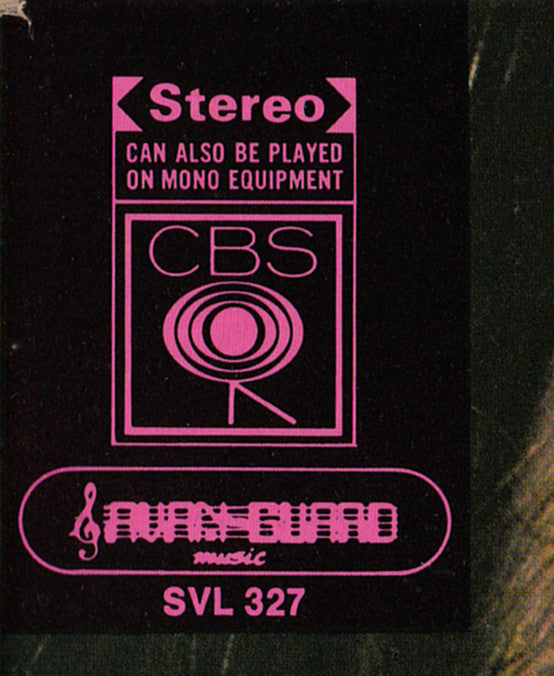 Stereo
CAN ALSO BE PLAYED
ON MONO EQUIPMENT
CBS
AVAN-GUARD
music
SVL 327